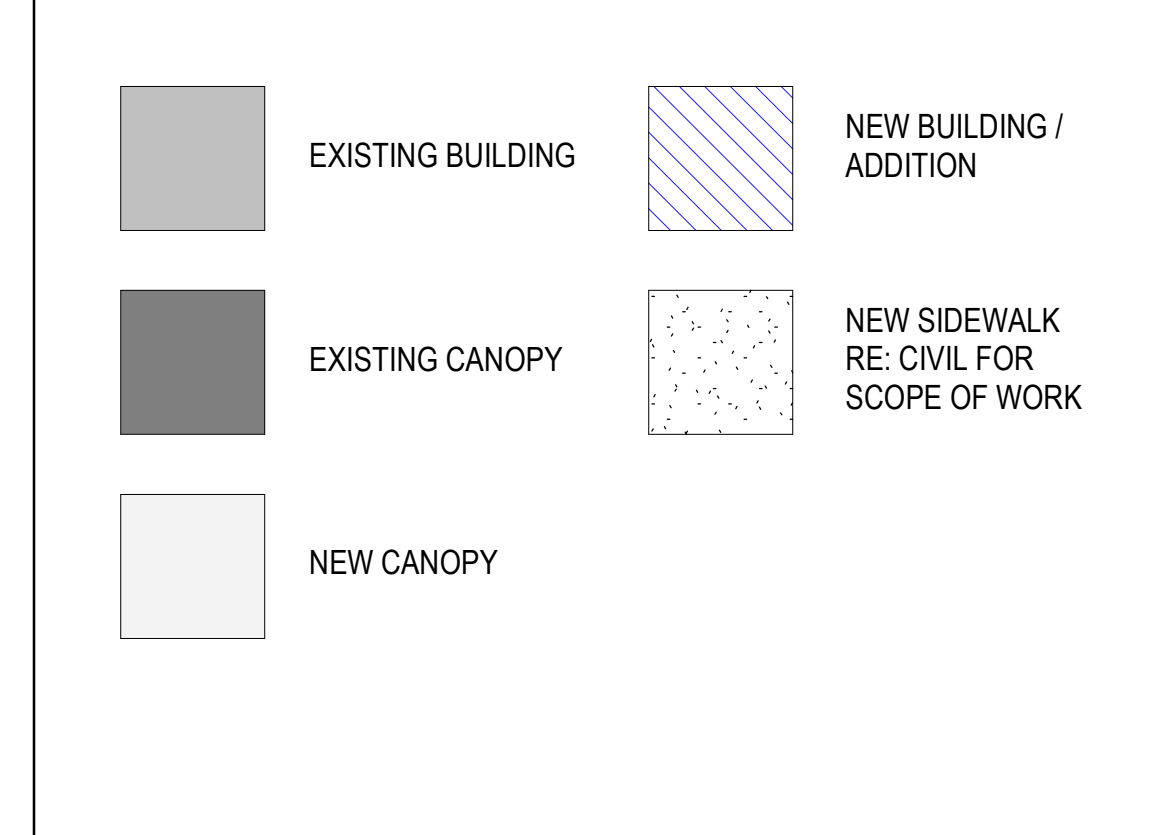 EXISTING BUILDING
EXISTING CANOPY
NEW CANOPY
NEW BUILDING /
ADDITION
NEW SIDEWALK
RE: CIVIL FOR
SCOPE OF WORK